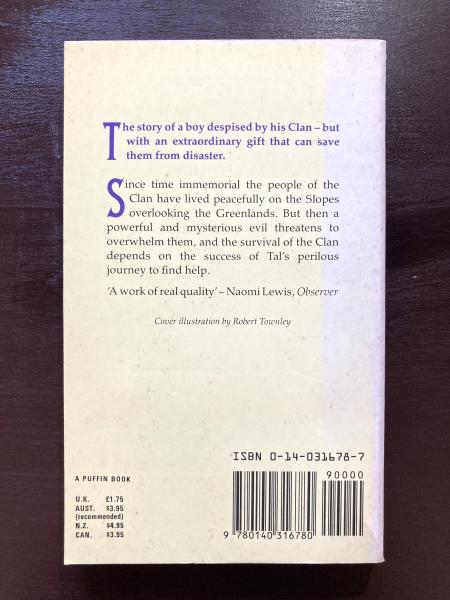 The story of a boy despised by his Clan – but
with an extraordinary gift that can save
them from disaster.
Since time immemorial the people of the
Clan have lived peacefully on the Slopes
overlooking the Greenlands. But then a
powerful and mysterious evil threatens to
overwhelm them, and the survival of the Clan
depends on the success of Tal's perilous
journey to find help.
'A work of real quality' – Naomi Lewis, Observer
Cover illustration by Robert Townley
ISBN 0-14-031678-7
90000
A PUFFIN BOOK
U.K. £1.75
AUST. $3.95
(recommended)
N.Z. $4.95
CAN. $3.95
9 780140 316780